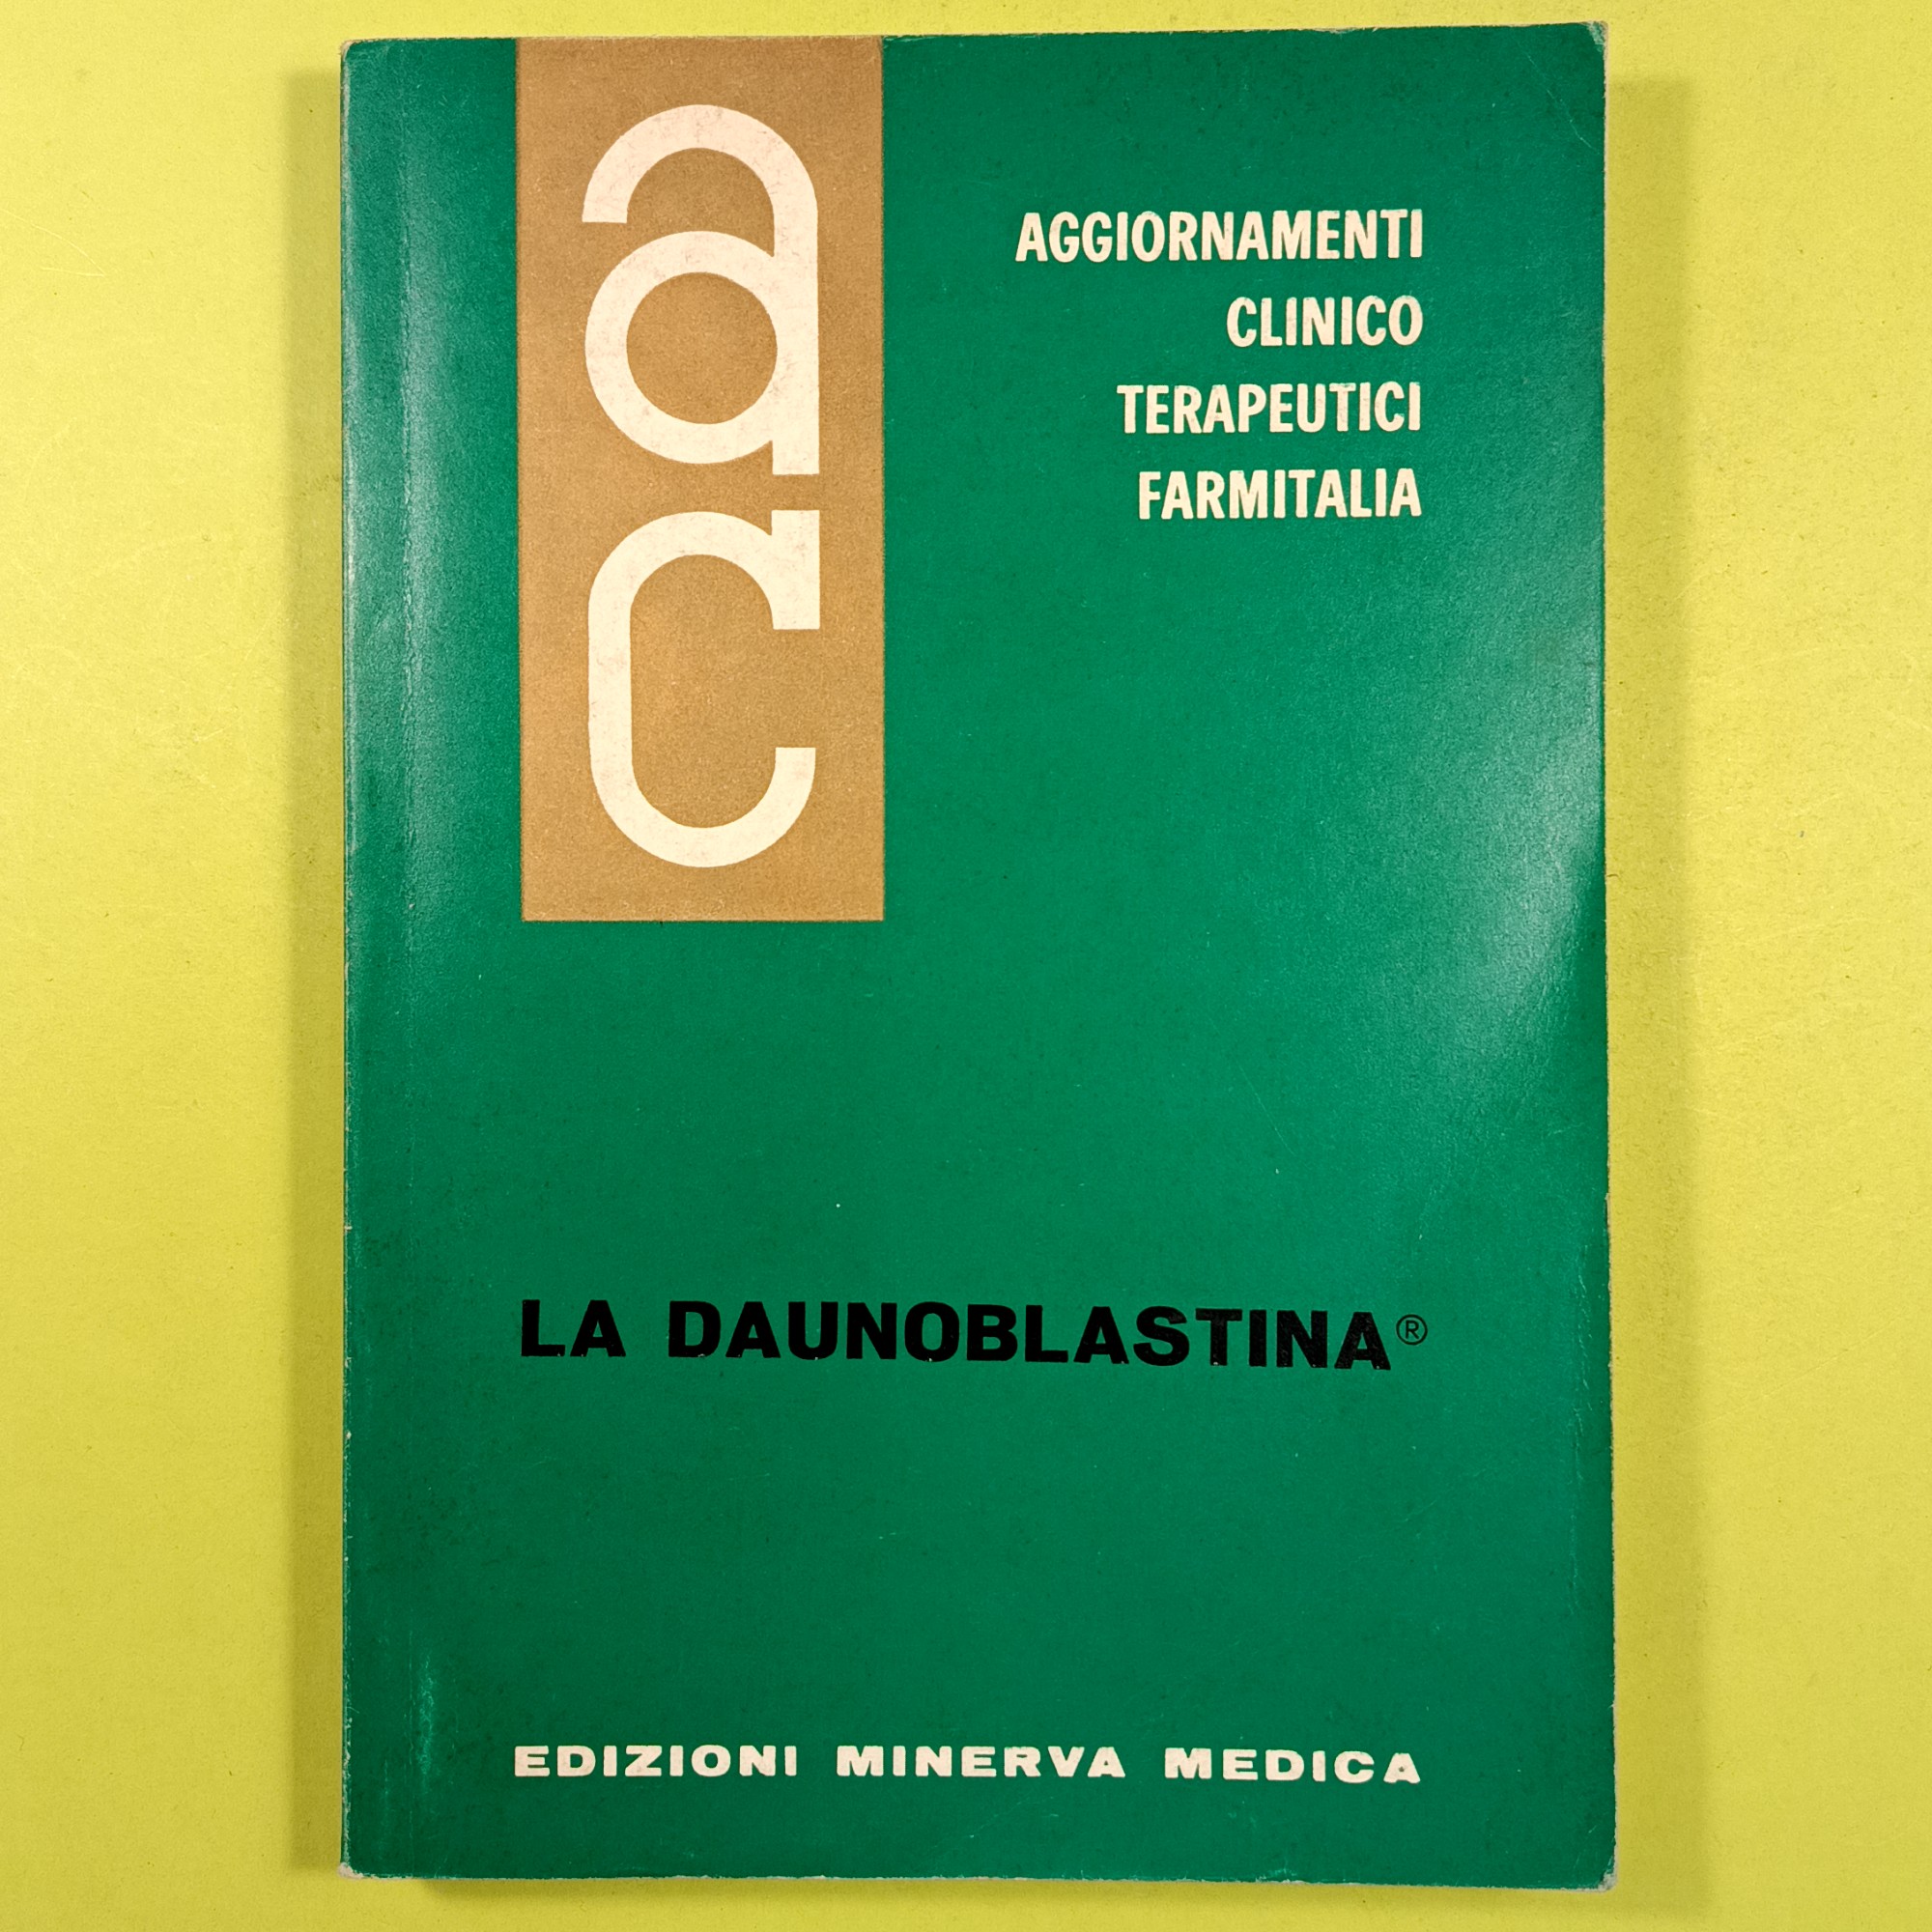 ac
AGGIORNAMENTI
CLINICO
TERAPEUTICI
FARMITALIA
LA DAUNOBLASTINA®
EDIZIONI MINERVA MEDICA